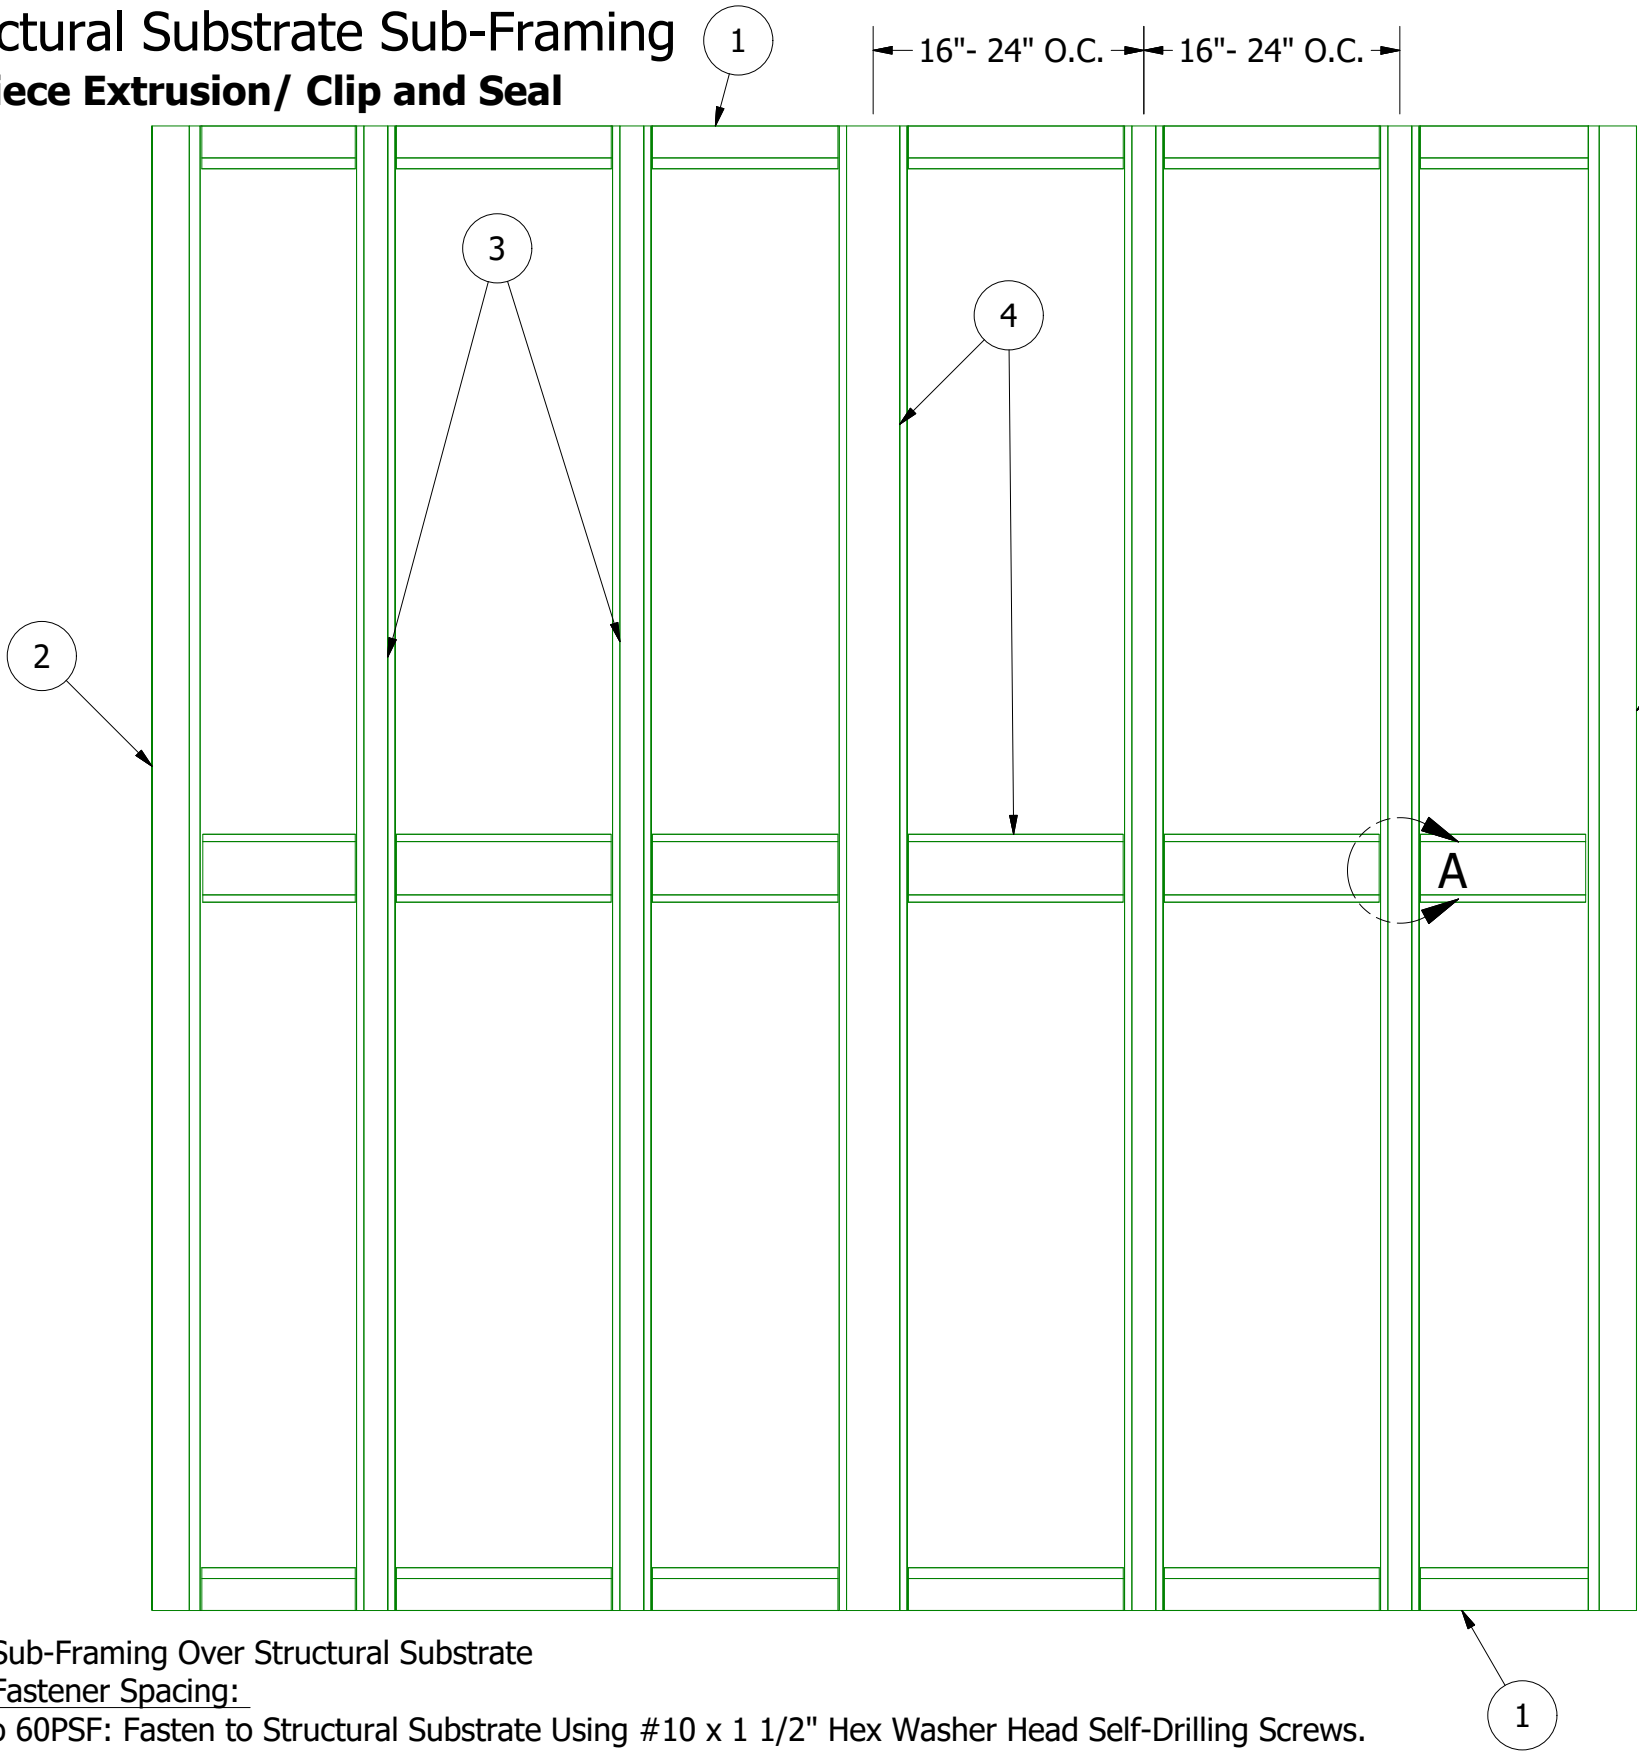 ctural Substrate Sub-Framing
iece Extrusion/ Clip and Seal
1
16"- 24" O.C.
16"- 24" O.C.
3
4
2
A
Sub-Framing Over Structural Substrate
Fastener Spacing:
o 60PSF: Fasten to Structural Substrate Using #10 x 1 1/2" Hex Washer Head Self-Drilling Screws.
1